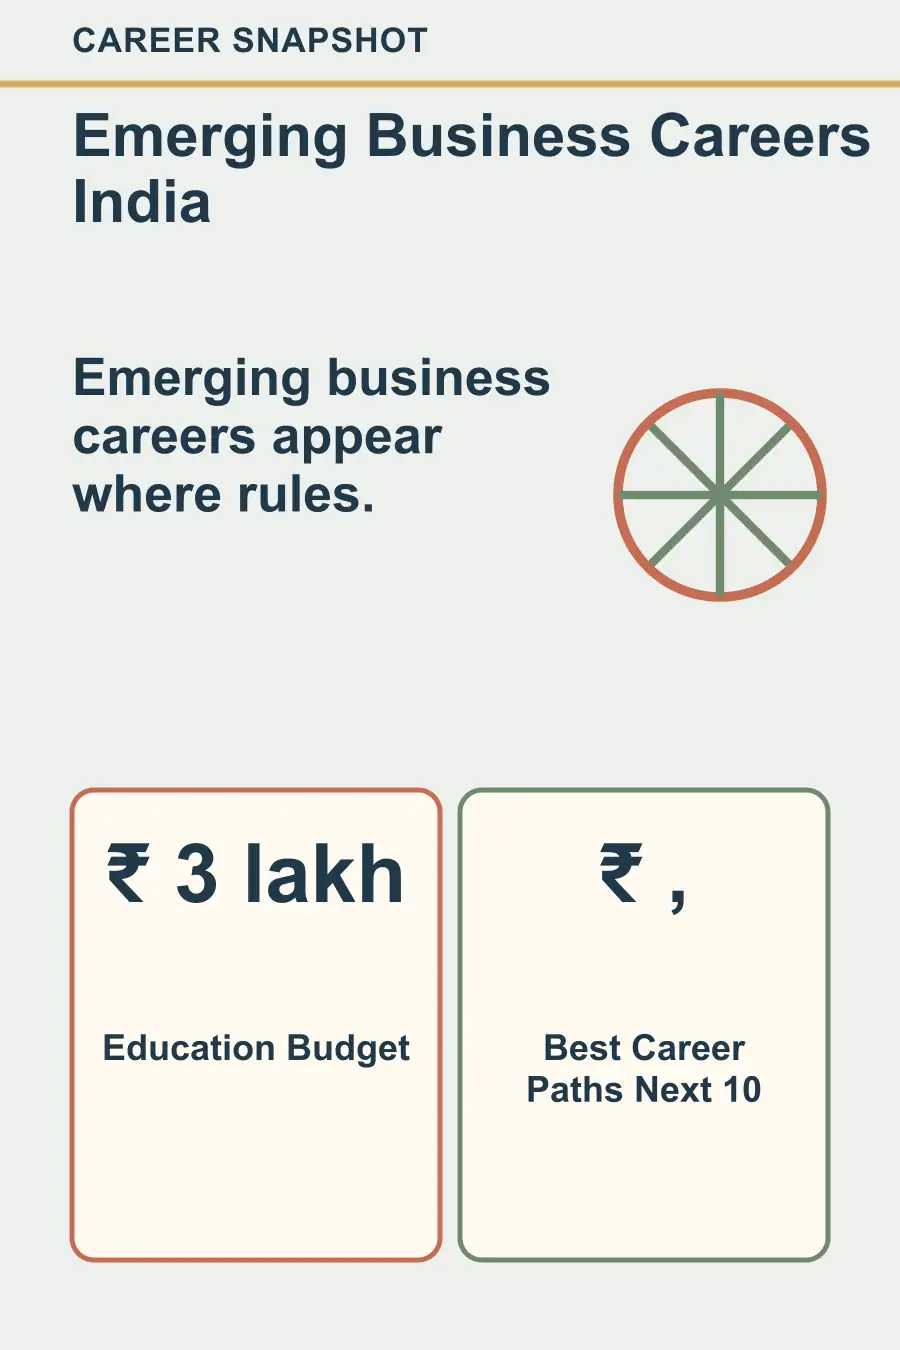 CAREER SNAPSHOT
Emerging Business Careers
India
Emerging business
careers appear
where rules.
₹ 3 lakh
Education Budget
₹ ,
Best Career
Paths Next 10